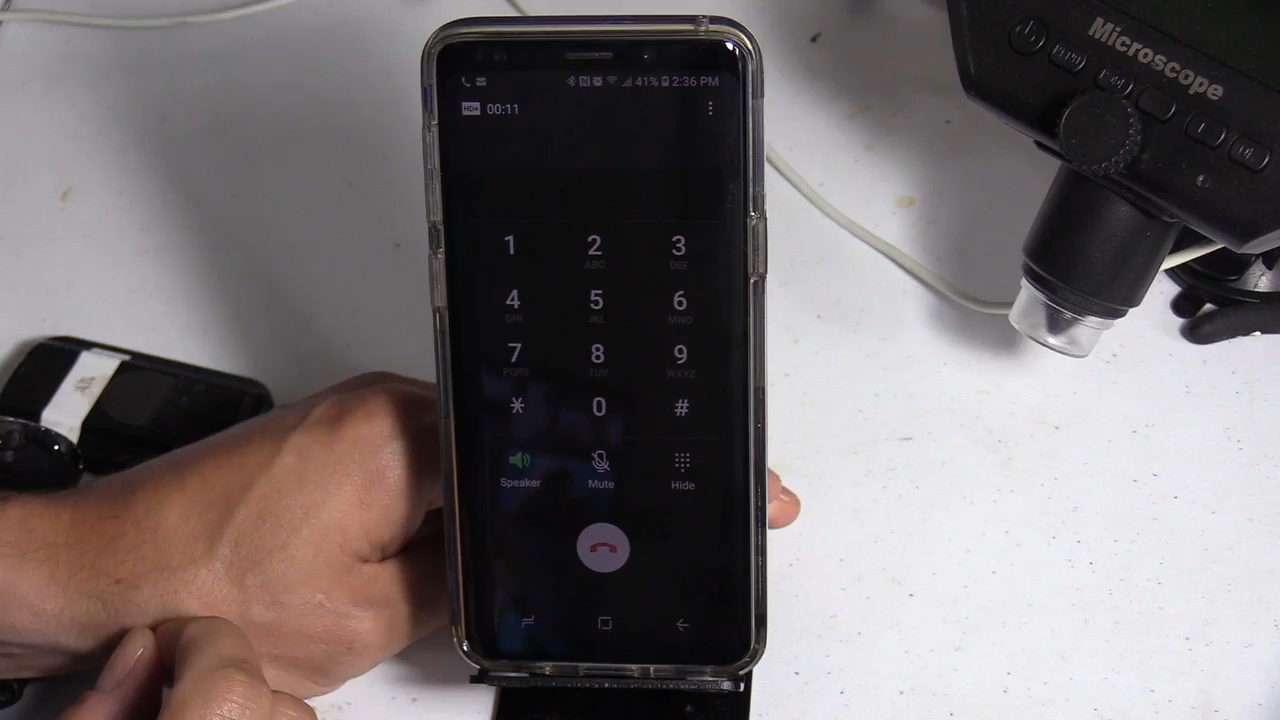 41% 2:36 PM
HD+ 00:11
1 2 3
ABC DEF
4 5 6
GHI JKL MNO
7 8 9
PQRS TUV WXYZ
* 0 #
Speaker Mute Hide
Microscope